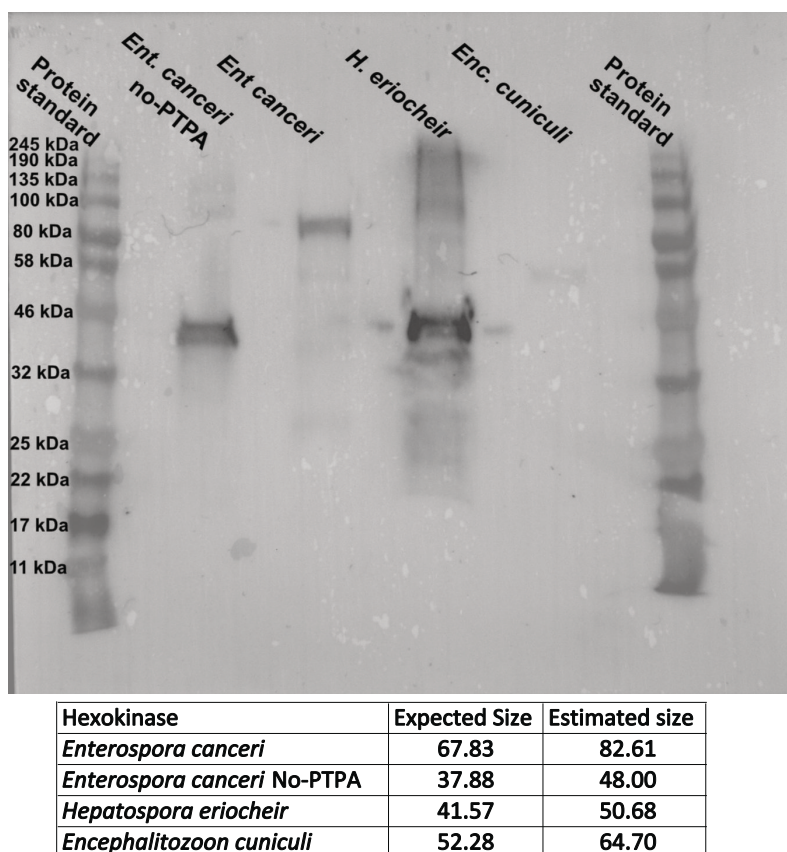 Protein
standard
Ent. canceri
no-PTPA
Ent canceri
H. eriocheir
Enc. cuniculi
Protein
standard
245 kDa
190 kDa
135 kDa
100 kDa
80 kDa
58 kDa
46 kDa
32 kDa
25 kDa
22 kDa
17 kDa
11 kDa
Hexokinase Expected Size Estimated size
Enterospora canceri 67.83 82.61
Enterospora canceri No-PTPA 37.88 48.00
Hepatospora eriocheir 41.57 50.68
Encephalitozoon cuniculi 52.28 64.70